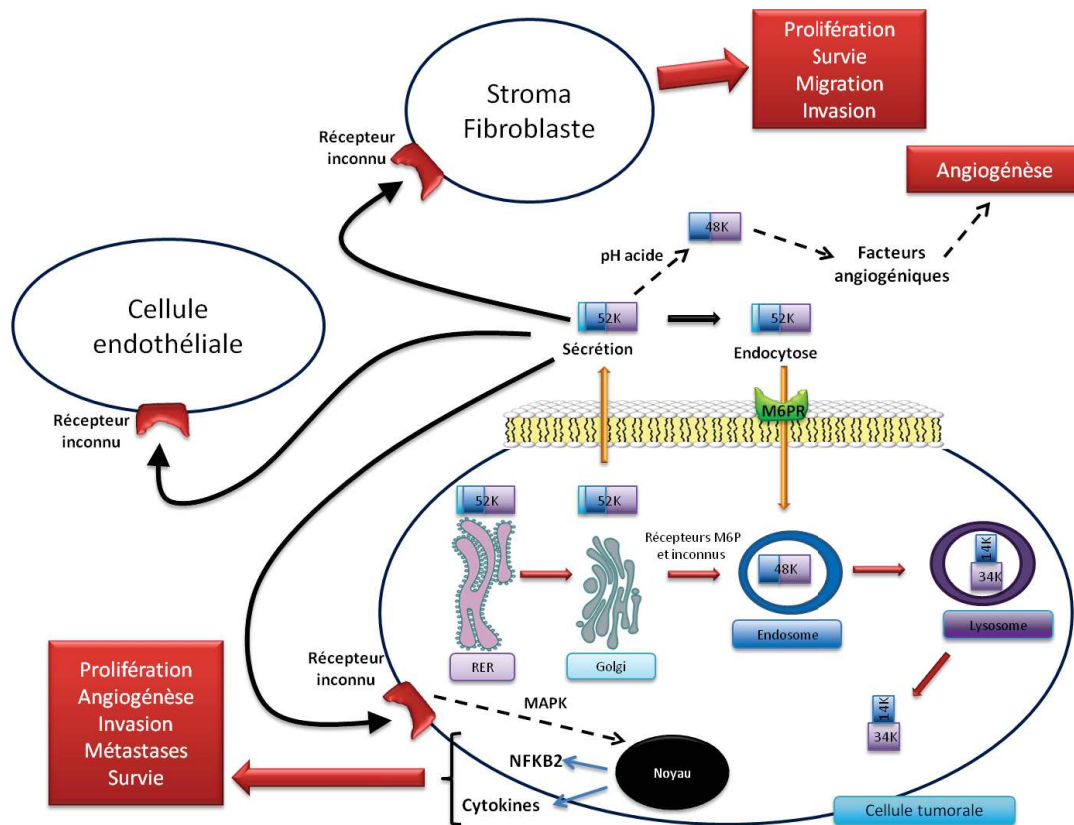 Prolifération
Survie
Migration
Invasion
Stroma
Fibroblaste
Récepteur
inconnu
Angiogénèse
48K
pH acide
Facteurs
angiogéniques
Cellule
endothéliale
52K
52K
Sécrétion
Endocytose
Récepteur
inconnu
M6PR
52K
52K
Récepteurs M6P
et inconnus
48K
14K
34K
RER
Golgi
Endosome
Lysosome
Récepteur
inconnu
Prolifération
Angiogénèse
Invasion
Métastases
Survie
MAPK
14K
34K
NFKB2
Noyau
Cytokines
Cellule tumorale